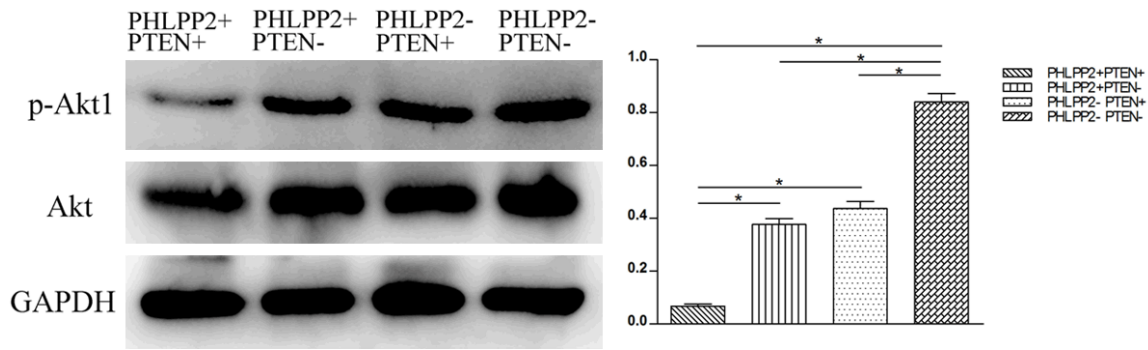 PHLPP2+ PHLPP2+ PHLPP2- PHLPP2-
PTEN+ PTEN- PTEN+ PTEN-
p-Akt1
Akt
GAPDH
*
*
*
*
*
1.0
0.8
0.6
0.4
0.2
0.0
PHLPP2+PTEN+
PHLPP2+PTEN-
PHLPP2- PTEN+
PHLPP2- PTEN-